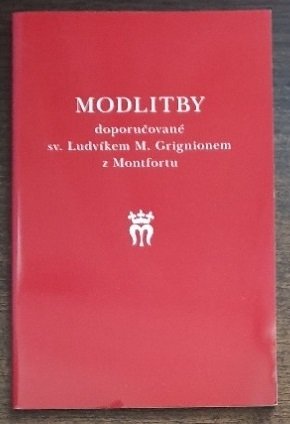 MODLITBY
doporučované
sv. Ludvíkem M. Grignionem
z Montfortu